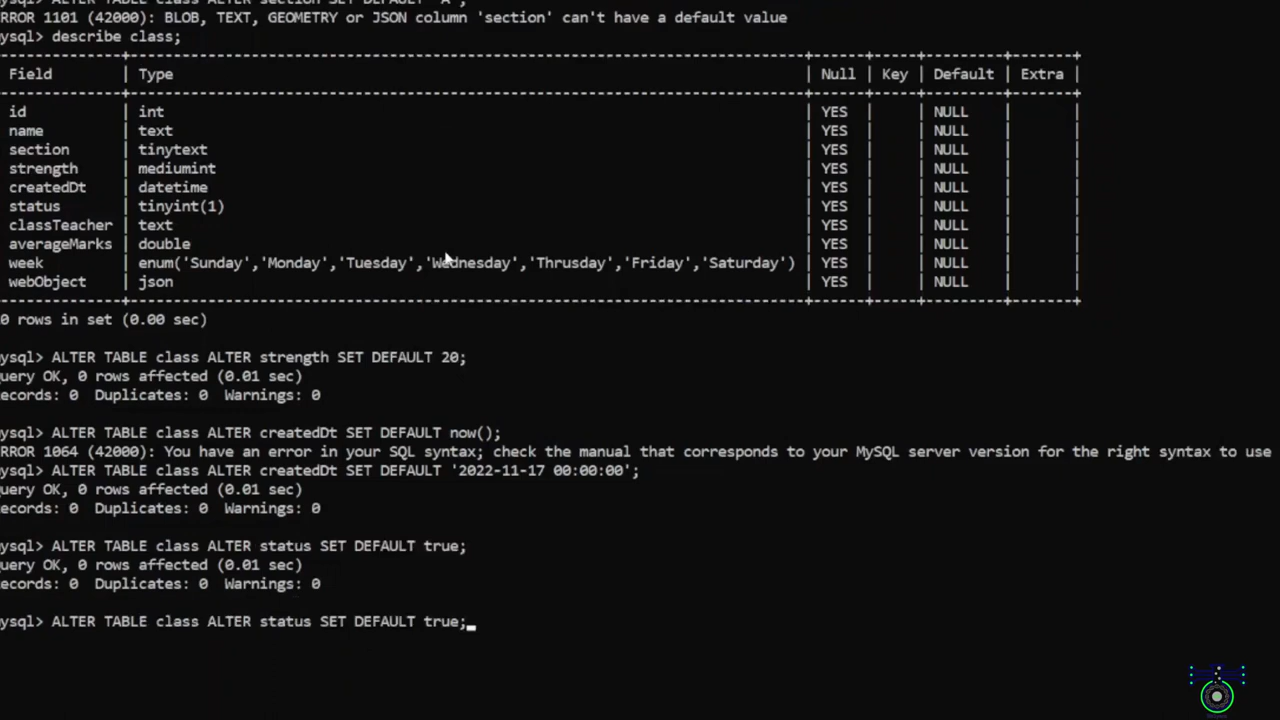 ALTER TABLE class ALTER section SET DEFAULT 'A';
ERROR 1101 (42000): BLOB, TEXT, GEOMETRY or JSON column 'section' can't have a default value
ysql> describe class;
Field | Type | Null | Key | Default | Extra |
id | int | YES | | NULL | |
name | text | YES | | NULL | |
section | tinytext | YES | | NULL | |
strength | mediumint | YES | | NULL | |
createdDt | datetime | YES | | NULL | |
status | tinyint(1) | YES | | NULL | |
classTeacher | text | YES | | NULL | |
averageMarks | double | YES | | NULL | |
week | enum('Sunday','Monday','Tuesday','Wednesday','Thrusday','Friday','Saturday') | YES | | NULL | |
webObject | json | YES | | NULL | |
0 rows in set (0.00 sec)
ysql> ALTER TABLE class ALTER strength SET DEFAULT 20;
uery OK, 0 rows affected (0.01 sec)
ecords: 0 Duplicates: 0 Warnings: 0
ysql> ALTER TABLE class ALTER createdDt SET DEFAULT now();
RROR 1064 (42000): You have an error in your SQL syntax; check the manual that corresponds to your MySQL server version for the right syntax to use
ysql> ALTER TABLE class ALTER createdDt SET DEFAULT '2022-11-17 00:00:00';
uery OK, 0 rows affected (0.01 sec)
ecords: 0 Duplicates: 0 Warnings: 0
ysql> ALTER TABLE class ALTER status SET DEFAULT true;
uery OK, 0 rows affected (0.01 sec)
ecords: 0 Duplicates: 0 Warnings: 0
ysql> ALTER TABLE class ALTER status SET DEFAULT true;